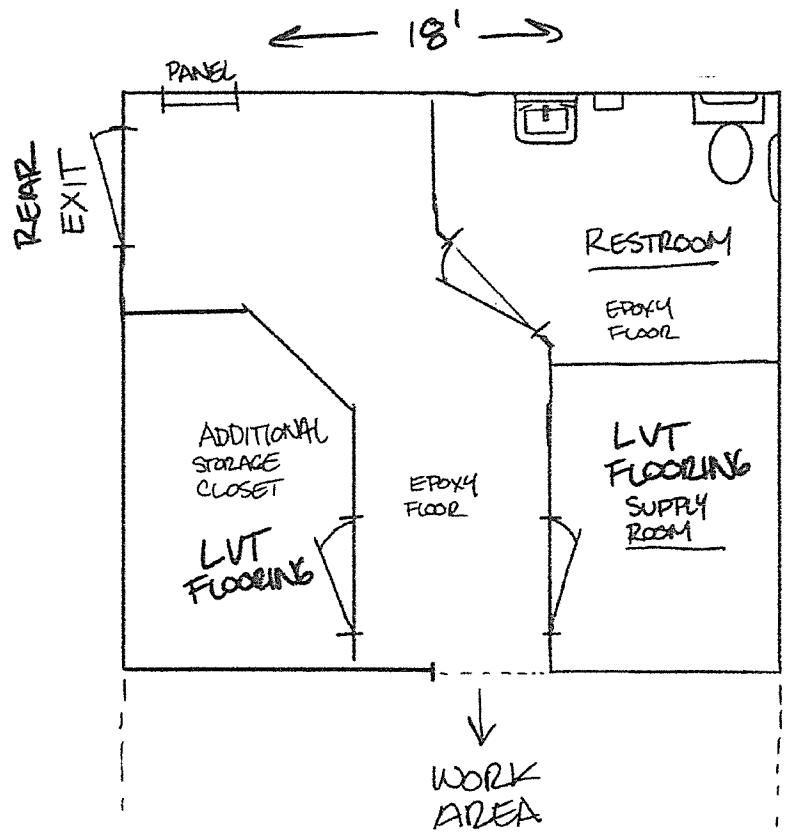 18'
PANEL
REAR
EXIT
RESTROOM
EPOXY
FLOOR
ADDITIONAL
STORAGE
CLOSET
LVT
FLOORING
EPOXY
FLOOR
LVT
FLOORING
SUPPLY
ROOM
WORK
AREA